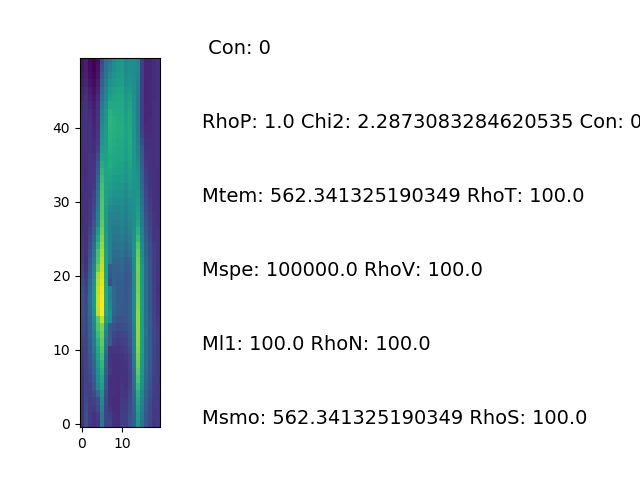 Con: 0
RhoP: 1.0 Chi2: 2.2873083284620535 Con: 0
Mtem: 562.341325190349 RhoT: 100.0
Mspe: 100000.0 RhoV: 100.0
Ml1: 100.0 RhoN: 100.0
Msmo: 562.341325190349 RhoS: 100.0
40
30
20
10
0
0 10